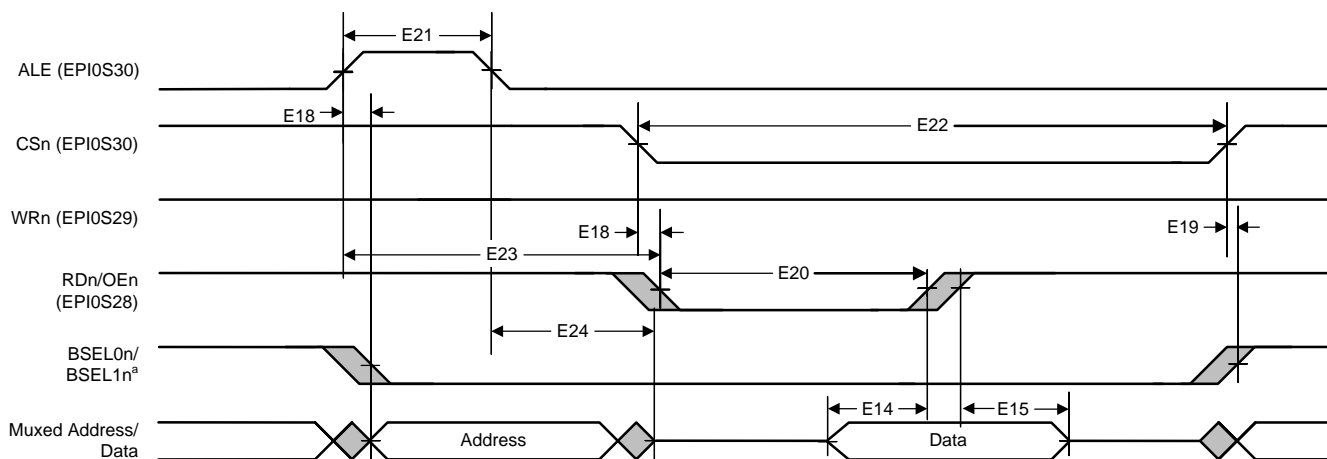 E21
ALE (EPI0S30)
E18
E22
CSn (EPI0S30)
WRn (EPI0S29)
E18
E19
E23
E20
RDn/OEn
(EPI0S28)
E24
BSEL0n/
BSEL1nᵃ
E14
E15
Muxed Address/
Data
Address
Data